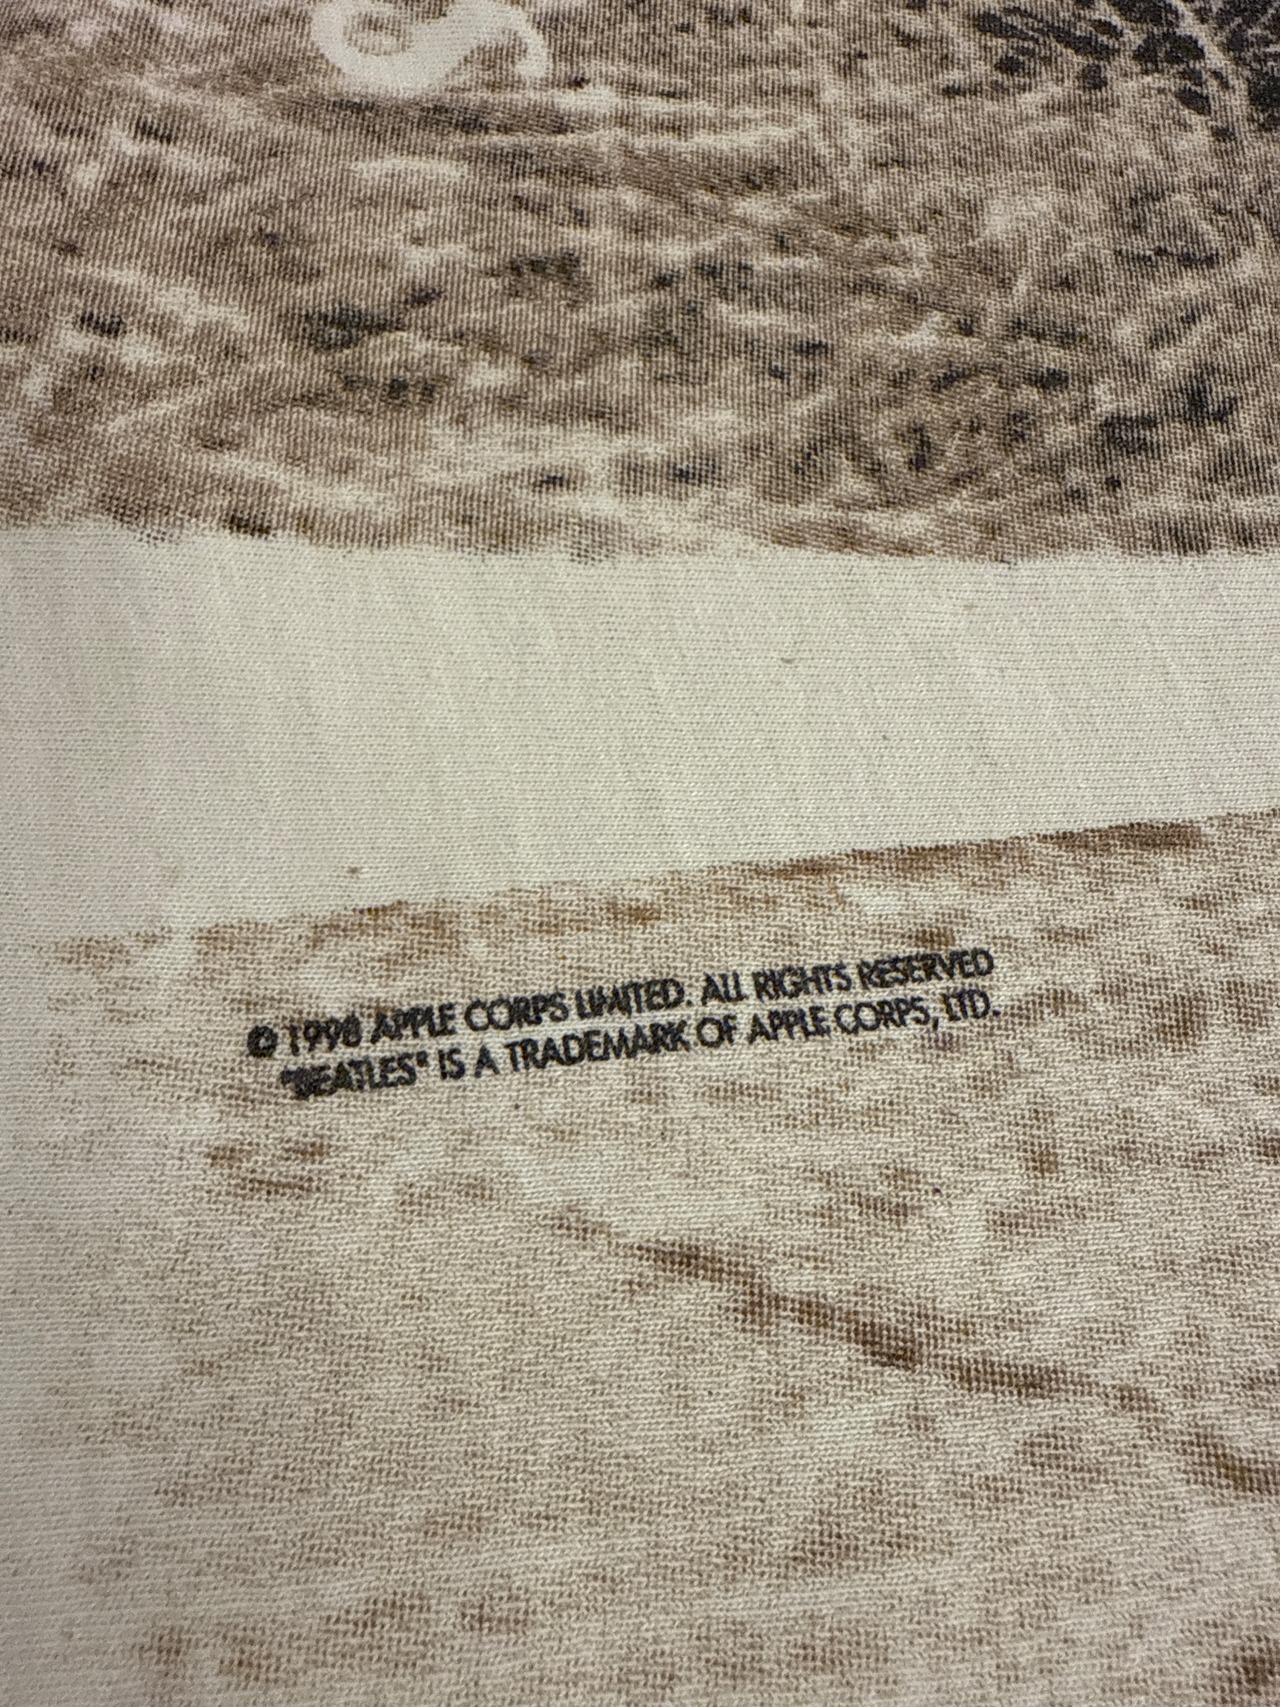 © 1998 APPLE CORPS LIMITED. ALL RIGHTS RESERVED
"BEATLES" IS A TRADEMARK OF APPLE CORPS, LTD.